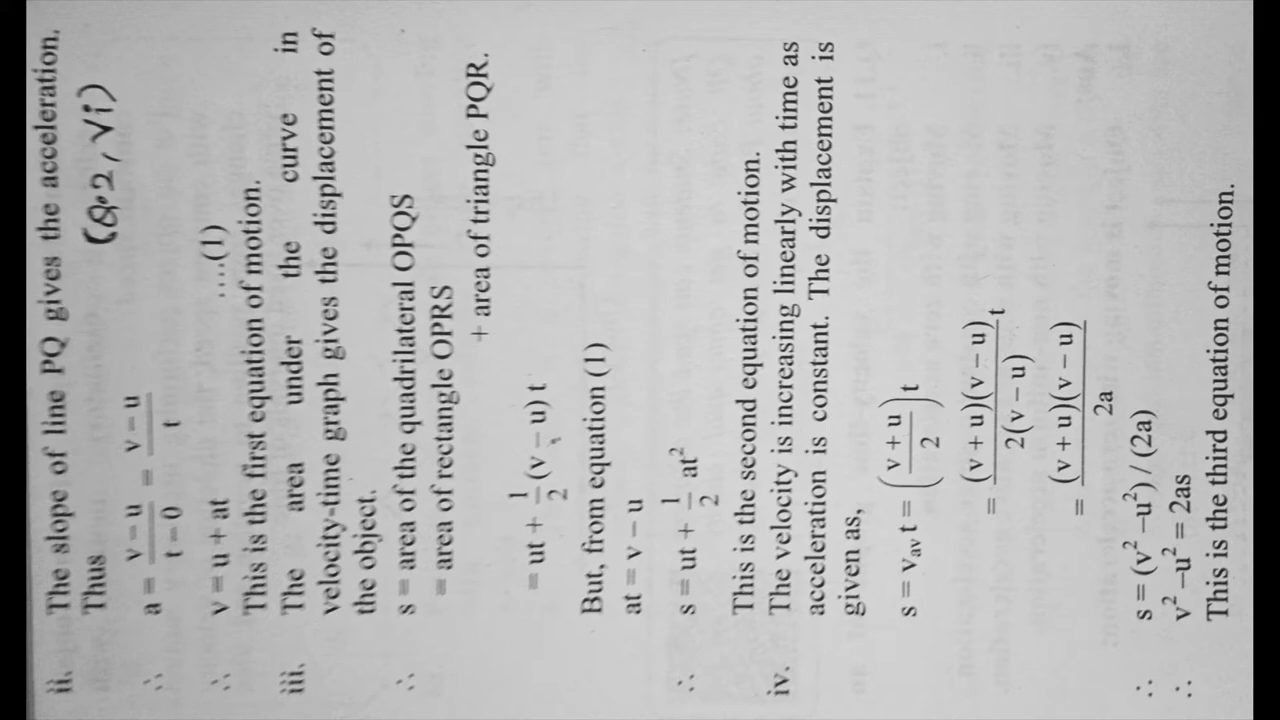 ii. The slope of line PQ gives the acceleration.
Thus (Q.2, Vi)
∴ a = (v – u)/(t – 0) = (v – u)/t
∴ v = u + at ....(1)
This is the first equation of motion.
iii. The area under the curve in
velocity-time graph gives the displacement of
the object.
∴ s = area of the quadrilateral OPQS
= area of rectangle OPRS
+ area of triangle PQR.
= ut + 1/2 (v – u) t
But, from equation (1)
at = v – u
∴ s = ut + 1/2 at²
This is the second equation of motion.
iv. The velocity is increasing linearly with time as
acceleration is constant. The displacement is
given as,
s = v_av t = ((v + u)/2) t
= (v + u)(v – u)/2(v – u) t
= (v + u)(v – u)/2a
∴ s = (v² –u²) / (2a)
∴ v² –u² = 2as
This is the third equation of motion.